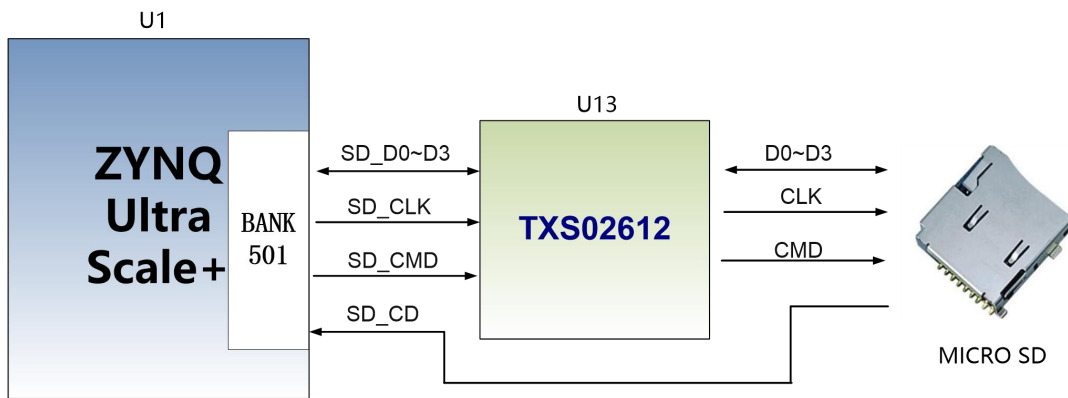 U1
U13
ZYNQ
Ultra
Scale+
BANK
501
SD_D0~D3
SD_CLK
SD_CMD
SD_CD
TXS02612
D0~D3
CLK
CMD
MICRO SD